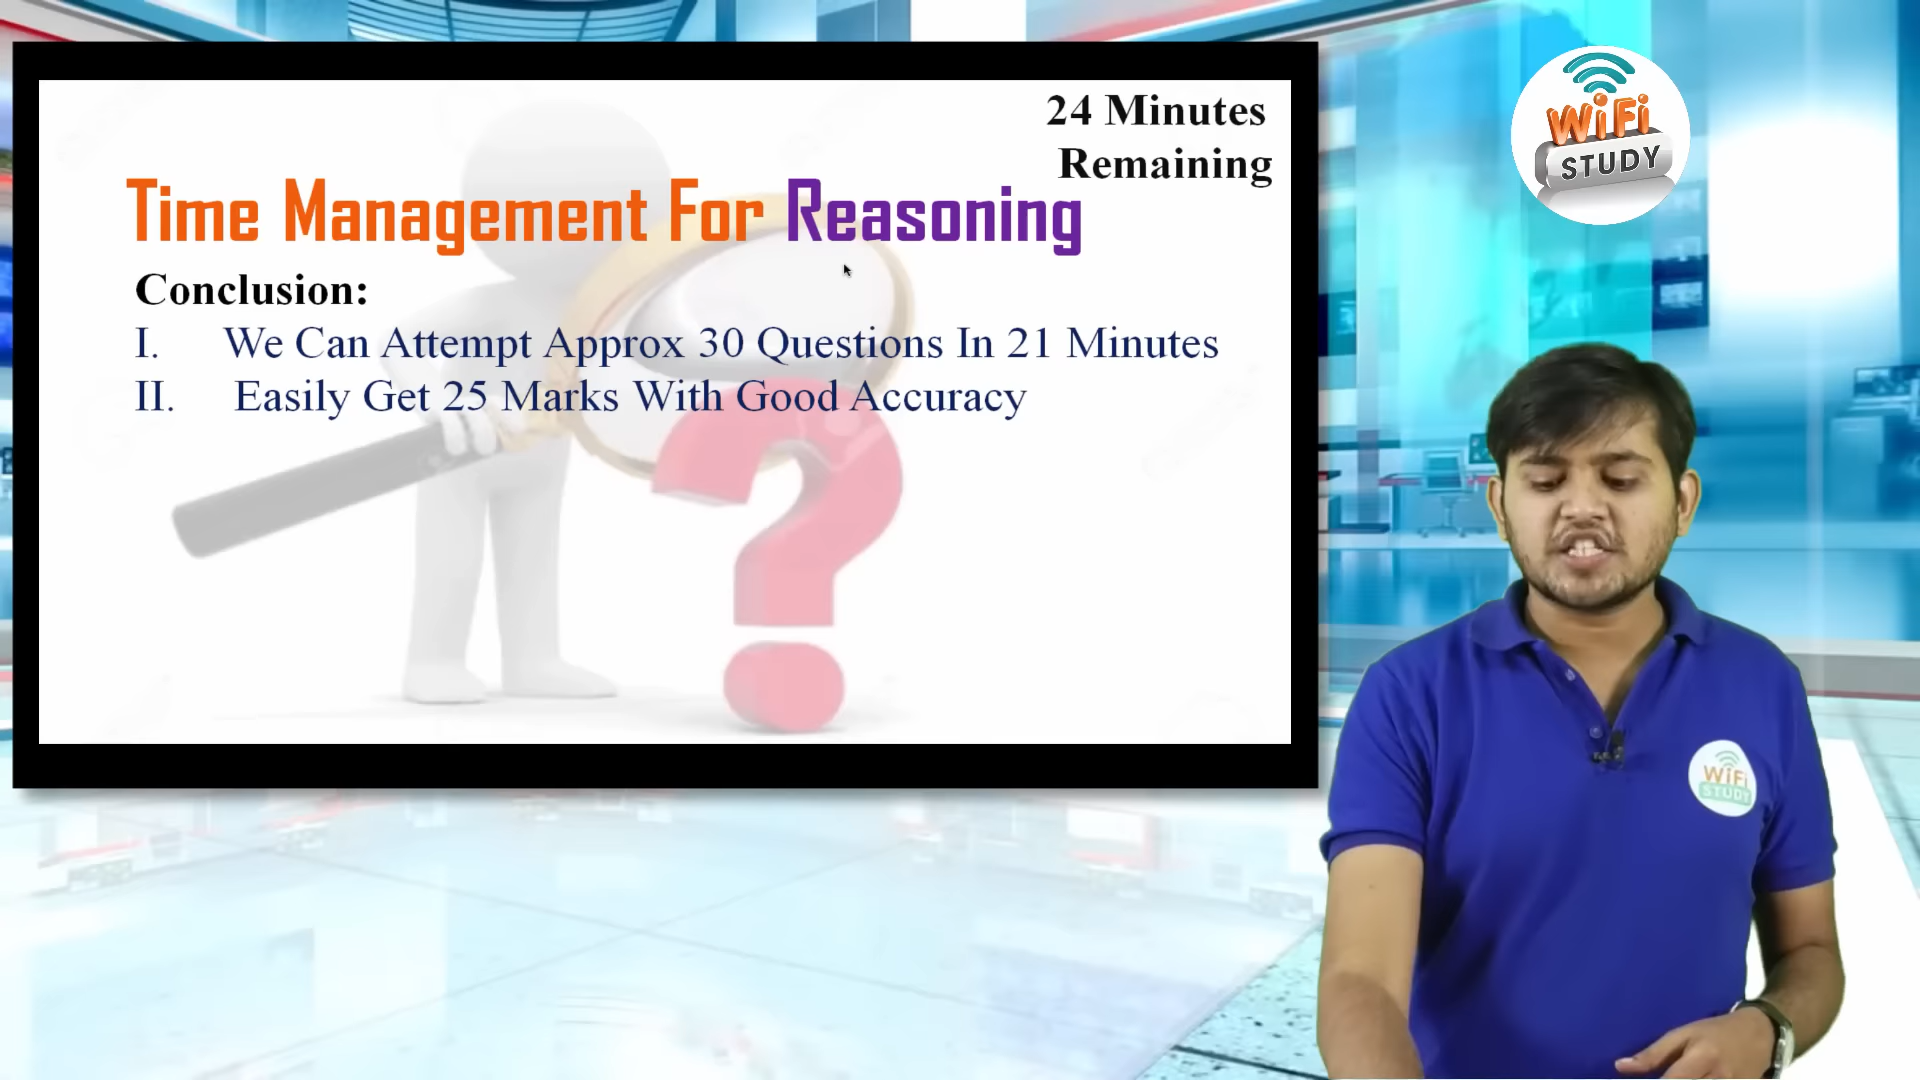 24 Minutes
Remaining
Time Management For Reasoning
Conclusion:
I. We Can Attempt Approx 30 Questions In 21 Minutes
II. Easily Get 25 Marks With Good Accuracy
WiFi
STUDY
WiFi
STUDY